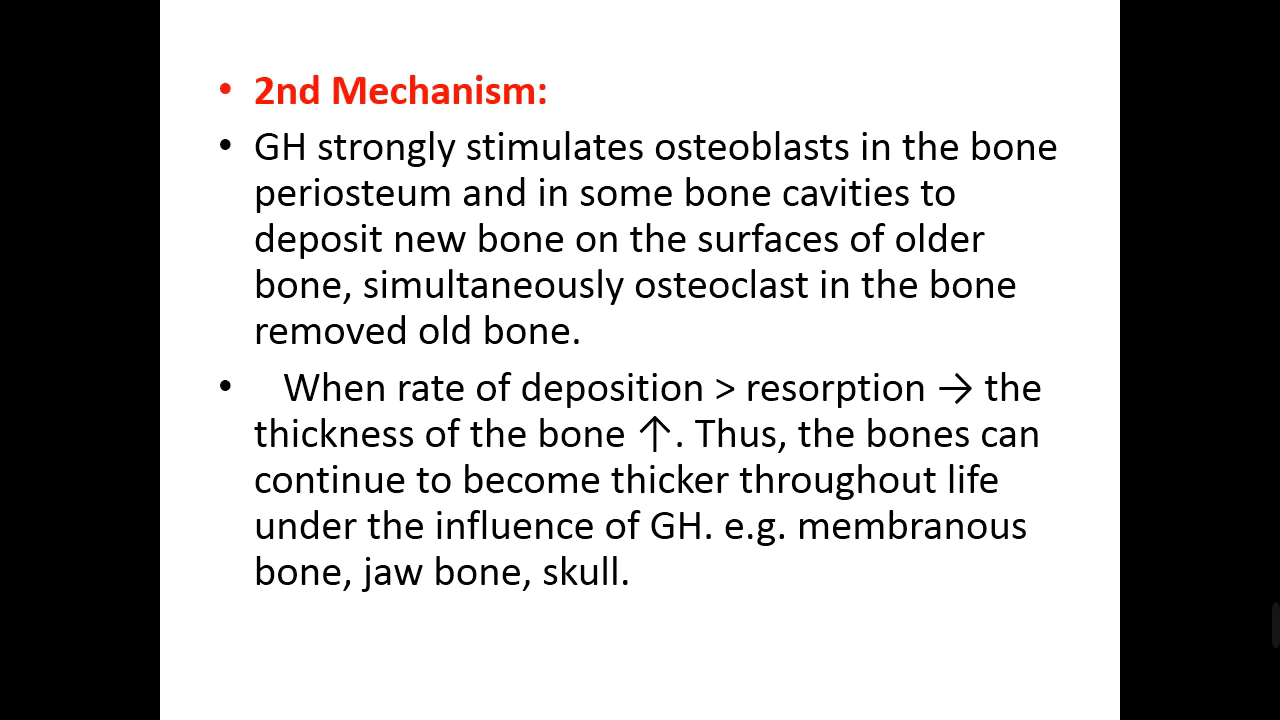 • 2nd Mechanism:
• GH strongly stimulates osteoblasts in the bone
periosteum and in some bone cavities to
deposit new bone on the surfaces of older
bone, simultaneously osteoclast in the bone
removed old bone.
• When rate of deposition > resorption → the
thickness of the bone ↑. Thus, the bones can
continue to become thicker throughout life
under the influence of GH. e.g. membranous
bone, jaw bone, skull.